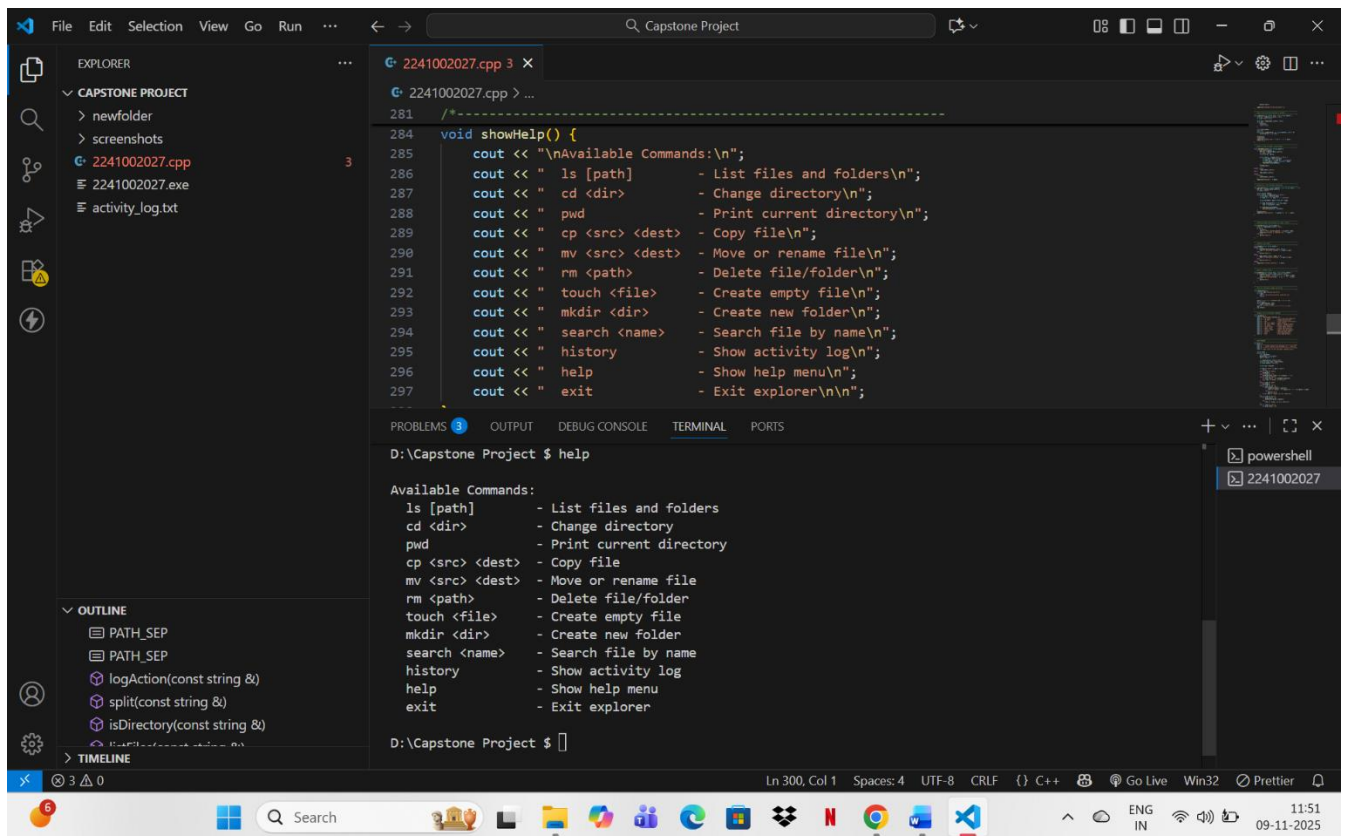 File Edit Selection View Go Run ··· ← → Capstone Project
EXPLORER ···
CAPSTONE PROJECT
newfolder
screenshots
2241002027.cpp 3
2241002027.exe
activity_log.txt
OUTLINE
PATH_SEP
PATH_SEP
logAction(const string &)
split(const string &)
isDirectory(const string &)
listFiles(const string &)
TIMELINE
2241002027.cpp 3 ×
2241002027.cpp > ...
281 /*--------------------------------------------------------------
284 void showHelp() {
285 cout << "\nAvailable Commands:\n";
286 cout << "  ls [path]        - List files and folders\n";
287 cout << "  cd <dir>         - Change directory\n";
288 cout << "  pwd              - Print current directory\n";
289 cout << "  cp <src> <dest>  - Copy file\n";
290 cout << "  mv <src> <dest>  - Move or rename file\n";
291 cout << "  rm <path>        - Delete file/folder\n";
292 cout << "  touch <file>     - Create empty file\n";
293 cout << "  mkdir <dir>      - Create new folder\n";
294 cout << "  search <name>    - Search file by name\n";
295 cout << "  history          - Show activity log\n";
296 cout << "  help             - Show help menu\n";
297 cout << "  exit             - Exit explorer\n\n";
PROBLEMS 3 OUTPUT DEBUG CONSOLE TERMINAL PORTS
D:\Capstone Project $ help
Available Commands:
ls [path]        - List files and folders
cd <dir>         - Change directory
pwd              - Print current directory
cp <src> <dest>  - Copy file
mv <src> <dest>  - Move or rename file
rm <path>        - Delete file/folder
touch <file>     - Create empty file
mkdir <dir>      - Create new folder
search <name>    - Search file by name
history          - Show activity log
help             - Show help menu
exit             - Exit explorer
D:\Capstone Project $
powershell
2241002027
3 0 Ln 300, Col 1 Spaces: 4 UTF-8 CRLF {} C++ Go Live Win32 Prettier
6 Search ENG 11:51
IN 09-11-2025